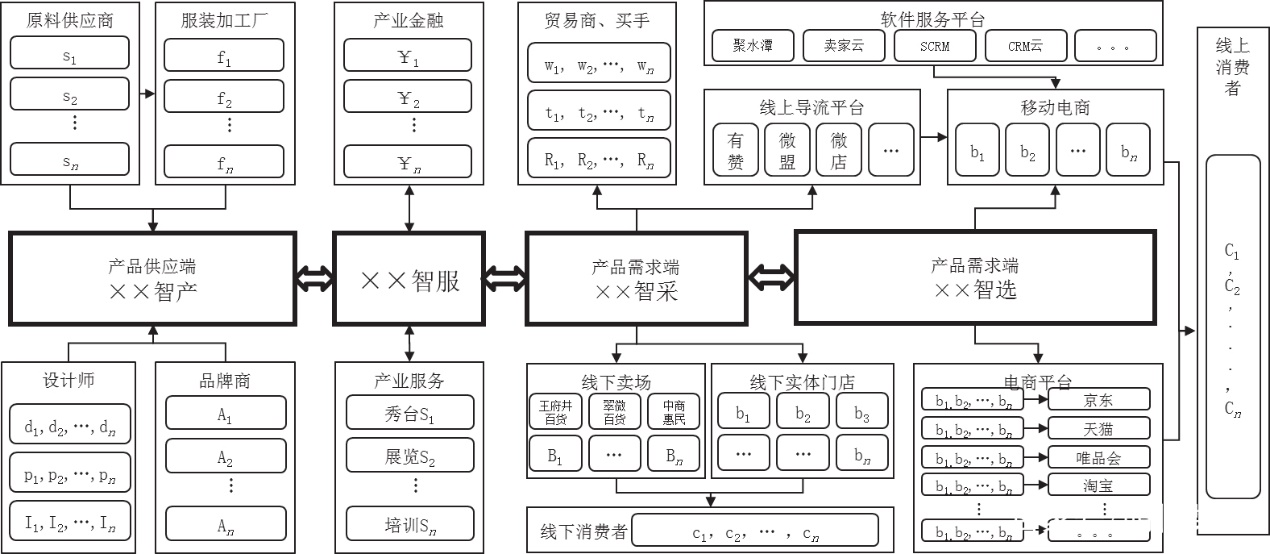 原料供应商
s1
s2
⋮
sn
服装加工厂
f1
f2
⋮
fn
产业金融
¥1
¥2
⋮
¥n
贸易商、买手
w1, w2,…, wn
t1, t2,…, tn
R1, R2,…, Rn
软件服务平台
聚水潭
卖家云
SCRM
CRM云
。。。
线上导流平台
有赞
微盟
微店
…
移动电商
b1
b2
…
bn
线上
消费
者
C1
,
C2
,
.
.
.
,
Cn
产品供应端
××智产
××智服
产品需求端
××智采
产品需求端
××智选
设计师
d1,d2,…,dn
p1,p2,…,pn
I1,I2,…,In
品牌商
A1
A2
⋮
An
产业服务
秀台S1
展览S2
⋮
培训Sn
线下卖场
王府井
百货
翠微
百货
中商
惠民
B1
…
Bn
线下实体门店
b1
b2
b3
…
…
bn
线下消费者
c1, c2, … , cn
电商平台
b1,b2,…,bn
京东
b1,b2,…,bn
天猫
b1,b2,…,bn
唯品会
b1,b2,…,bn
淘宝
⋮
⋮
b1,b2,…,bn
。。。